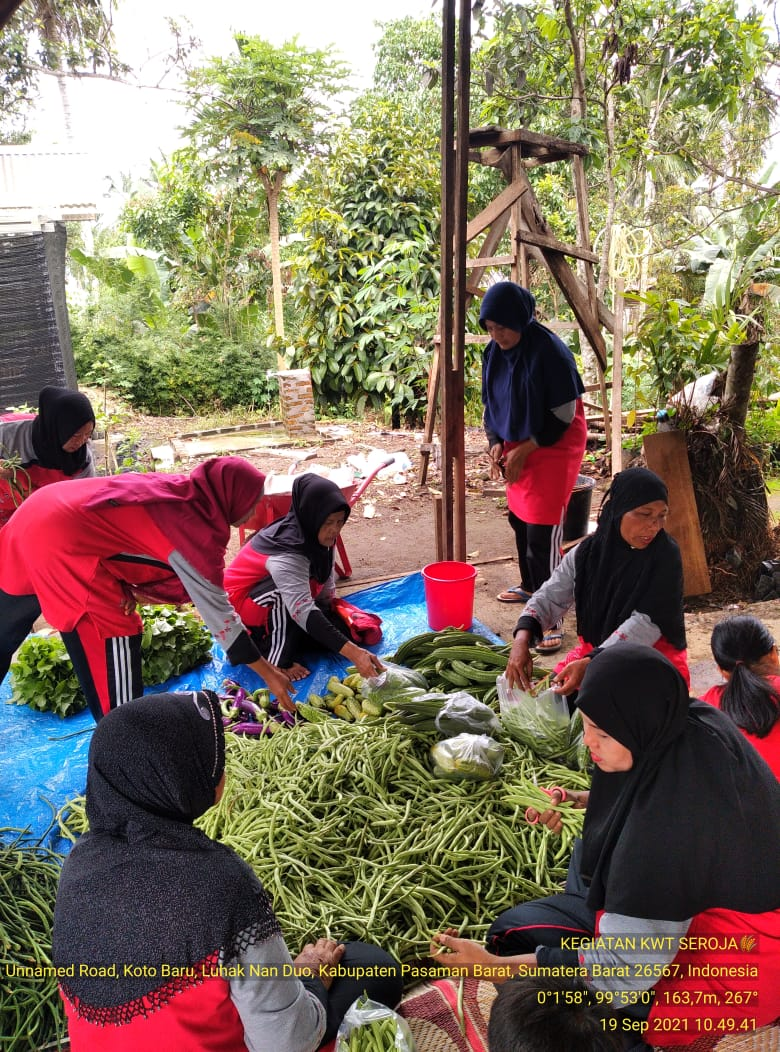 KEGIATAN KWT SEROJA🌾
Unnamed Road, Koto Baru, Luhak Nan Duo, Kabupaten Pasaman Barat, Sumatera Barat 26567, Indonesia
0°1'58", 99°53'0", 163,7m, 267°
19 Sep 2021 10.49.41